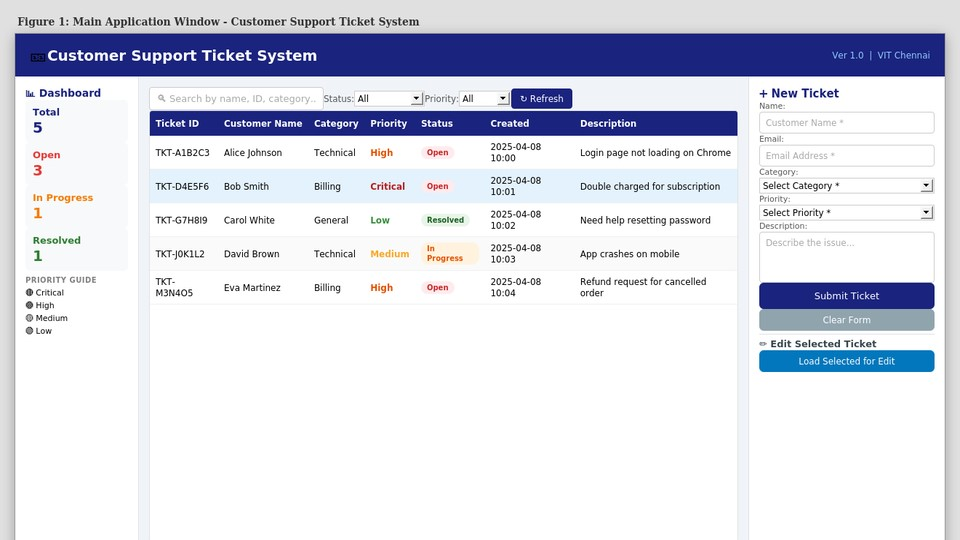 Figure 1: Main Application Window - Customer Support Ticket System
Customer Support Ticket System
Ver 1.0 | VIT Chennai
Dashboard
Total
5
Open
3
In Progress
1
Resolved
1
PRIORITY GUIDE
Critical
High
Medium
Low
Search by name, ID, category..
Status: All
Priority: All
↻ Refresh
Ticket ID Customer Name Category Priority Status Created Description
TKT-A1B2C3 Alice Johnson Technical High Open 2025-04-08 10:00 Login page not loading on Chrome
TKT-D4E5F6 Bob Smith Billing Critical Open 2025-04-08 10:01 Double charged for subscription
TKT-G7H8I9 Carol White General Low Resolved 2025-04-08 10:02 Need help resetting password
TKT-J0K1L2 David Brown Technical Medium In Progress 2025-04-08 10:03 App crashes on mobile
TKT-M3N4O5 Eva Martinez Billing High Open 2025-04-08 10:04 Refund request for cancelled order
+ New Ticket
Name:
Customer Name *
Email:
Email Address *
Category:
Select Category *
Priority:
Select Priority *
Description:
Describe the issue...
Submit Ticket
Clear Form
✏ Edit Selected Ticket
Load Selected for Edit